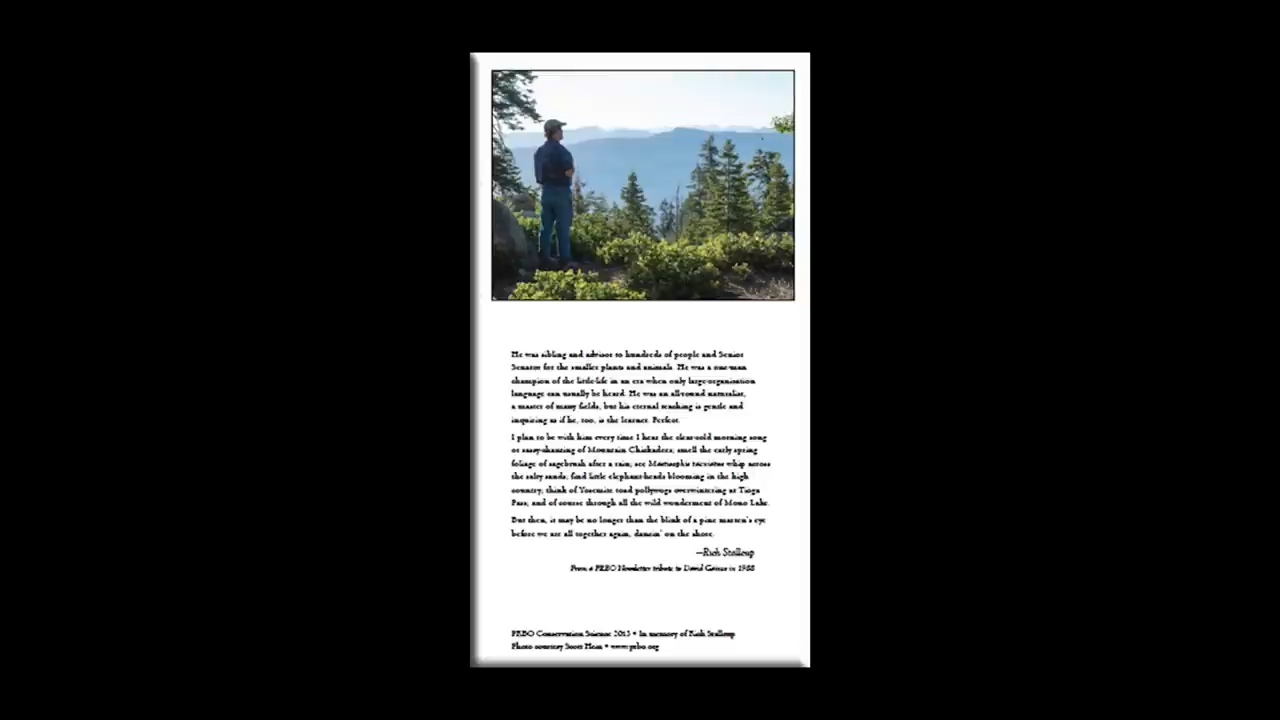 He was sibling and advisor to hundreds of people and Senior
Senator for the smaller plants and animals. He was a one-man
champion of the little-life in an era when only large-organization
language can usually be heard. He was an all-round naturalist,
a master of many fields, but his eternal teaching is gentle and
inquiring as if he, too, is the learner. Perfect.
I plan to be with him every time I hear the clear-cold morning song
or sassy-chanting of Mountain Chickadees; smell the early spring
foliage of sagebrush after a rain; see whip across
the salty sands; find little elephant-heads blooming in the high
country; think of Yosemite toad pollywogs overwintering at Tioga
Pass; and of course through all the wild wonderment of Mono Lake.
But then, it may be no longer than the blink of a pine marten's eye
before we are all together again, dancin' on the shore.
—Rich Stallcup
From a PRBO Newsletter tribute to David Gaines in 1988
PRBO Conservation Science 2013 • In memory of Rich Stallcup
Photo courtesy Scott Hein • www.prbo.org